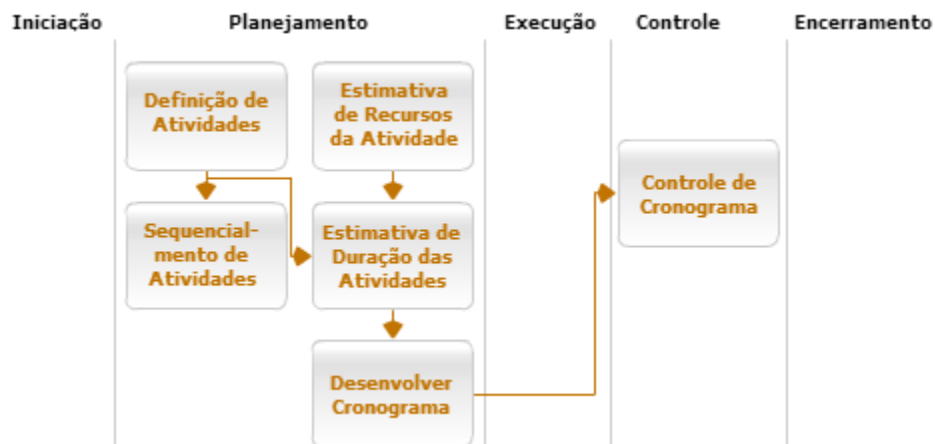 Iniciação
Planejamento
Execução
Controle
Encerramento
Definição de
Atividades
Estimativa
de Recursos
da Atividade
Sequencial-
mento de
Atividades
Estimativa de
Duração das
Atividades
Desenvolver
Cronograma
Controle de
Cronograma